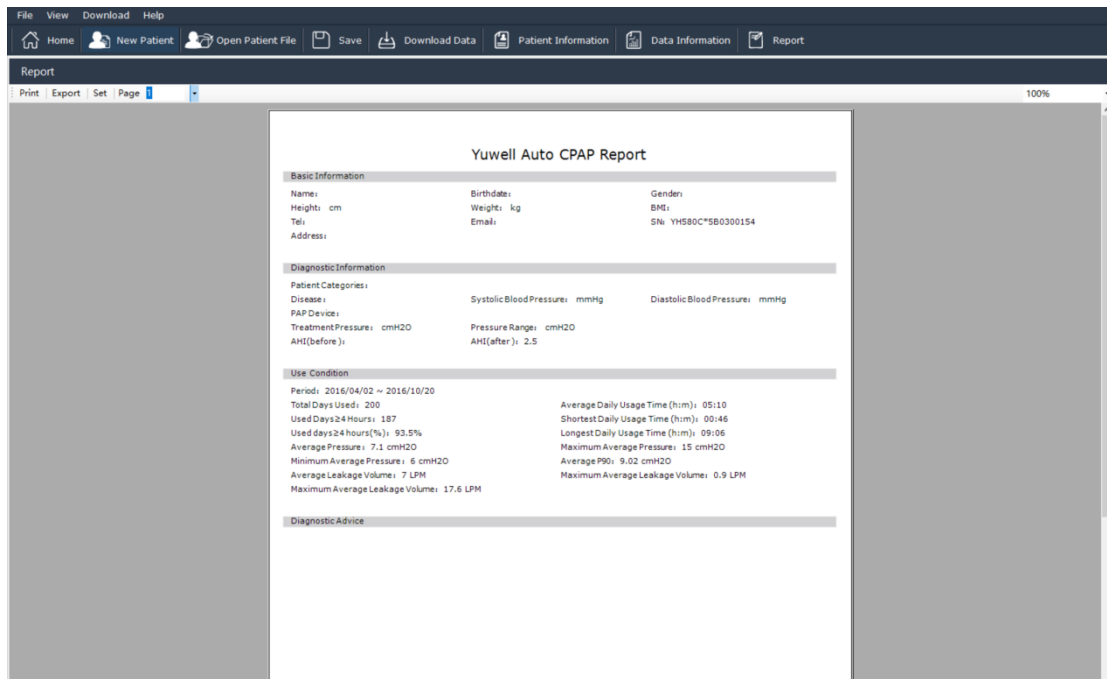 File View Download Help
Home New Patient Open Patient File Save Download Data Patient Information Data Information Report
Report
Print Export Set Page 1 100%
Yuwell Auto CPAP Report
Basic Information
Name: Birthdate: Gender:
Height: cm Weight: kg BMI:
Tel: Email: SN: YH580C*5B0300154
Address:
Diagnostic Information
Patient Categories:
Disease: Systolic Blood Pressure: mmHg Diastolic Blood Pressure: mmHg
PAP Device:
Treatment Pressure: cmH2O Pressure Range: cmH2O
AHI(before): AHI(after): 2.5
Use Condition
Period: 2016/04/02 ~ 2016/10/20
Total Days Used: 200 Average Daily Usage Time (h:m): 05:10
Used Days≥4 Hours: 187 Shortest Daily Usage Time (h:m): 00:46
Used days≥4 hours(%): 93.5% Longest Daily Usage Time (h:m): 09:06
Average Pressure: 7.1 cmH2O Maximum Average Pressure: 15 cmH2O
Minimum Average Pressure: 6 cmH2O Average P90: 9.02 cmH2O
Average Leakage Volume: 7 LPM Maximum Average Leakage Volume: 0.9 LPM
Maximum Average Leakage Volume: 17.6 LPM
Diagnostic Advice